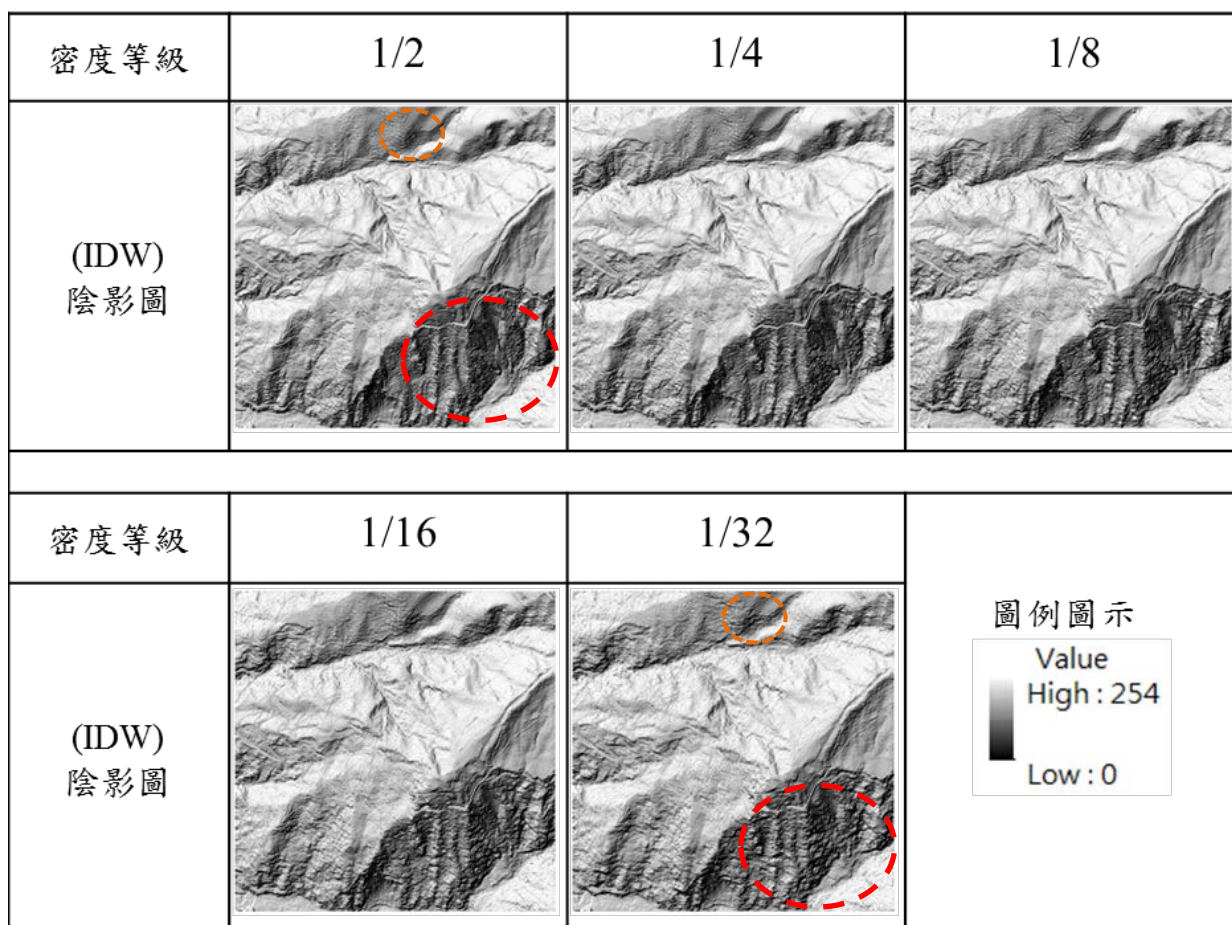 密度等級
1/2
1/4
1/8
(IDW)
陰影圖
密度等級
1/16
1/32
(IDW)
陰影圖
圖例圖示
Value
High : 254
Low : 0